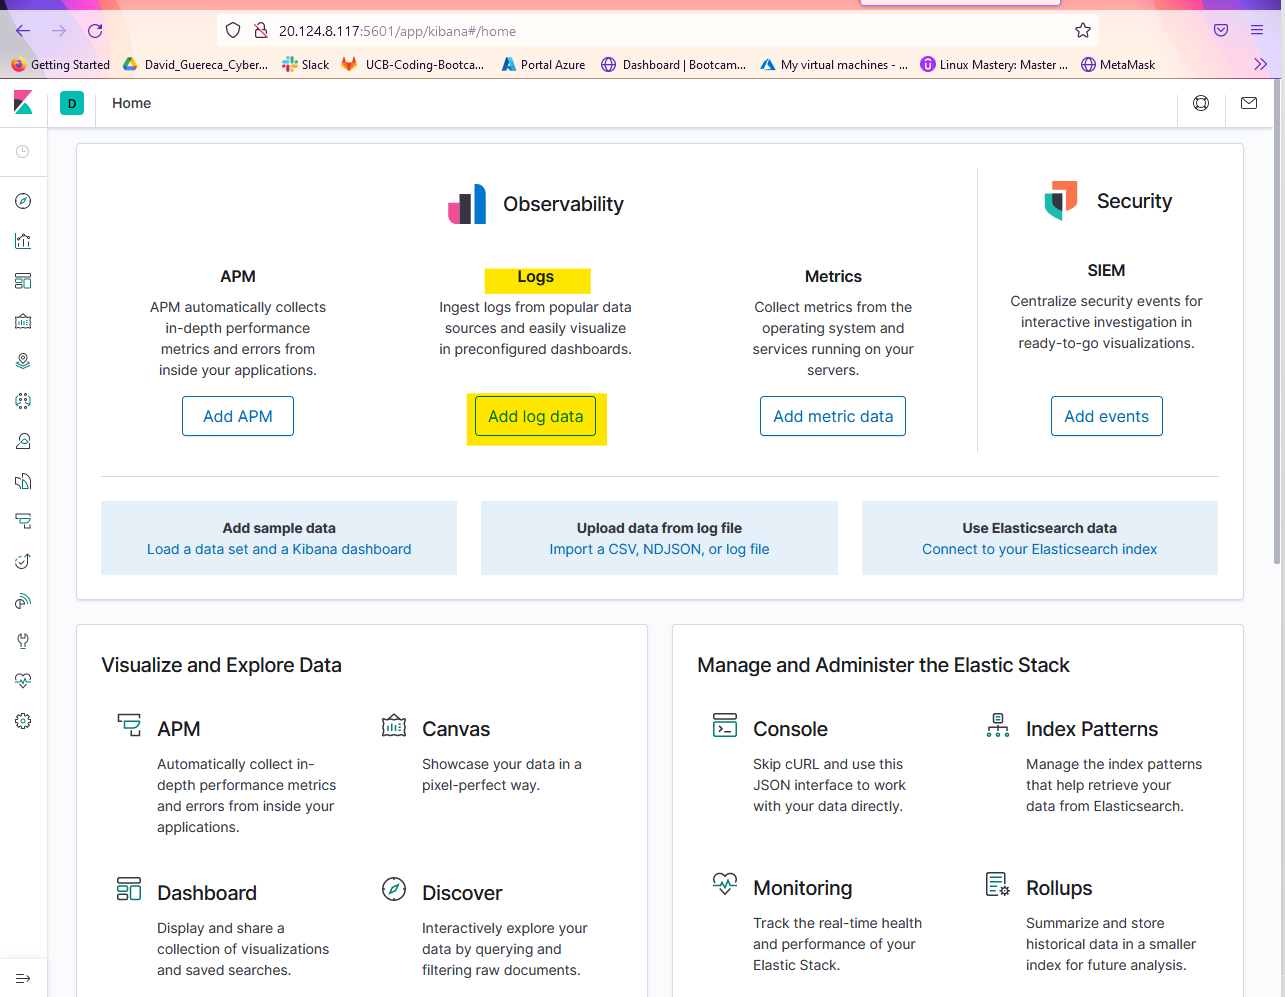 20.124.8.117:5601/app/kibana#/home
Getting Started
David_Guereca_Cyber...
Slack
UCB-Coding-Bootca...
Portal Azure
Dashboard | Bootcam...
My virtual machines - ...
Linux Mastery: Master ...
MetaMask
D
Home
Observability
Security
APM
APM automatically collects
in-depth performance
metrics and errors from
inside your applications.
Add APM
Logs
Ingest logs from popular data
sources and easily visualize
in preconfigured dashboards.
Add log data
Metrics
Collect metrics from the
operating system and
services running on your
servers.
Add metric data
SIEM
Centralize security events for
interactive investigation in
ready-to-go visualizations.
Add events
Add sample data
Load a data set and a Kibana dashboard
Upload data from log file
Import a CSV, NDJSON, or log file
Use Elasticsearch data
Connect to your Elasticsearch index
Visualize and Explore Data
APM
Automatically collect in-
depth performance metrics
and errors from inside your
applications.
Canvas
Showcase your data in a
pixel-perfect way.
Dashboard
Display and share a
collection of visualizations
and saved searches.
Discover
Interactively explore your
data by querying and
filtering raw documents.
Manage and Administer the Elastic Stack
Console
Skip cURL and use this
JSON interface to work
with your data directly.
Index Patterns
Manage the index patterns
that help retrieve your
data from Elasticsearch.
Monitoring
Track the real-time health
and performance of your
Elastic Stack.
Rollups
Summarize and store
historical data in a smaller
index for future analysis.